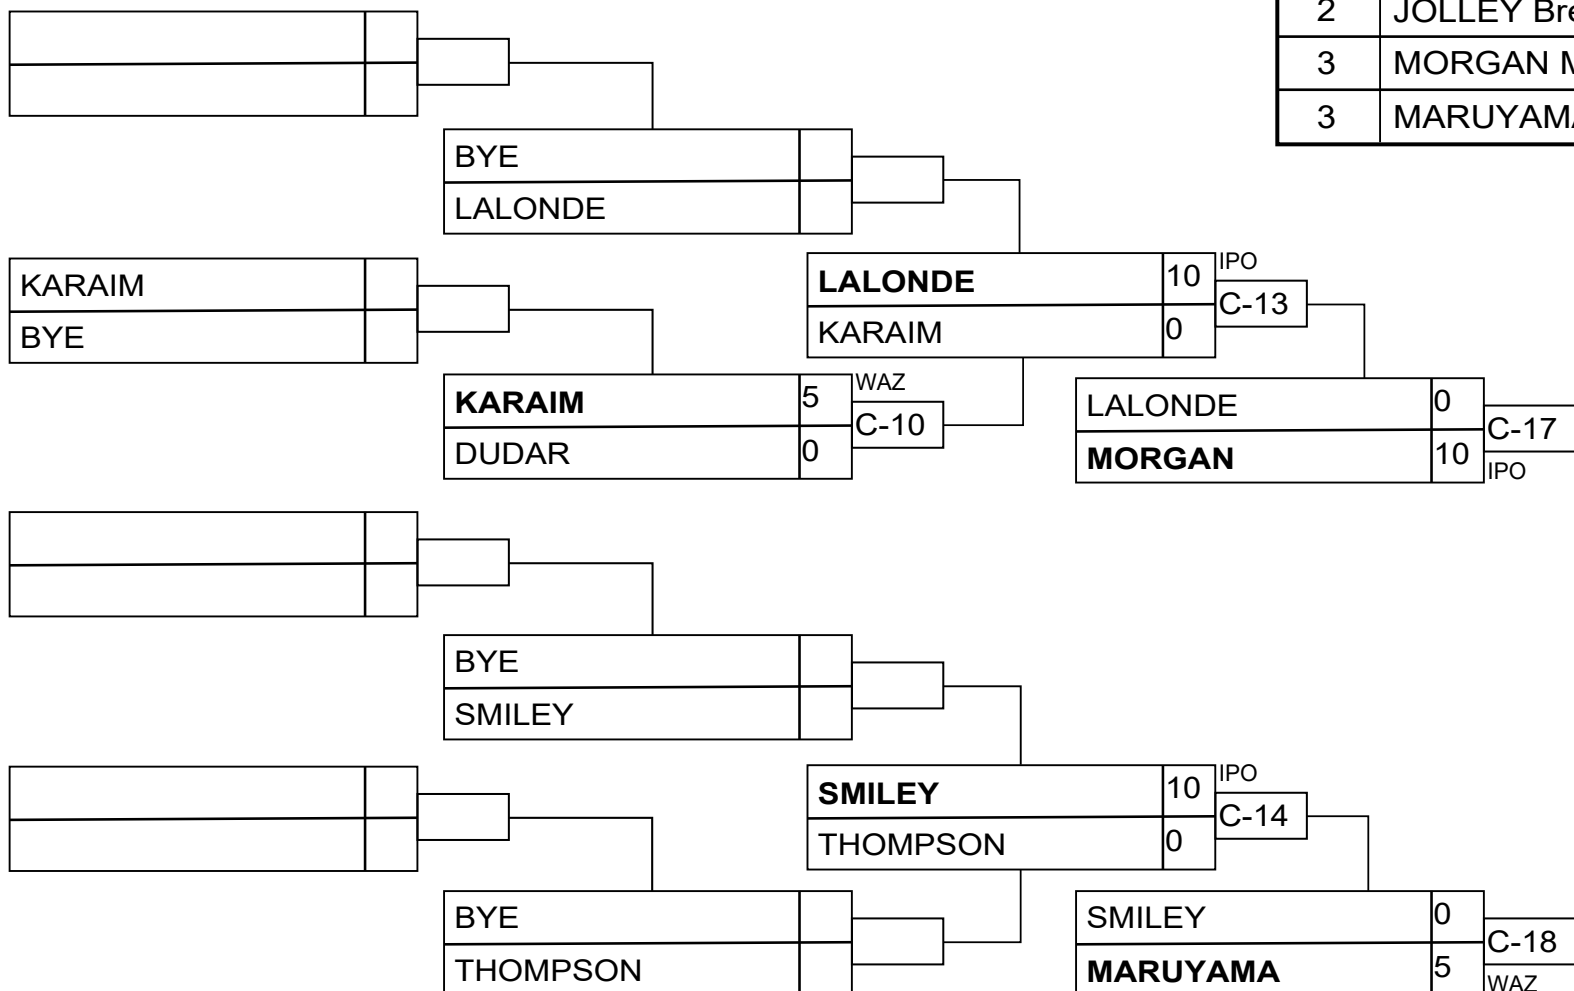 2 JOLLEY Bre
3 MORGAN M
3 MARUYAMA
BYE
LALONDE
KARAIM
BYE
LALONDE 10 IPO
KARAIM 0 C-13
KARAIM 5 WAZ
DUDAR 0 C-10
LALONDE 0 C-17
MORGAN 10 IPO
BYE
SMILEY
SMILEY 10 IPO
THOMPSON 0 C-14
BYE
THOMPSON
SMILEY 0 C-18
MARUYAMA 5 WAZ